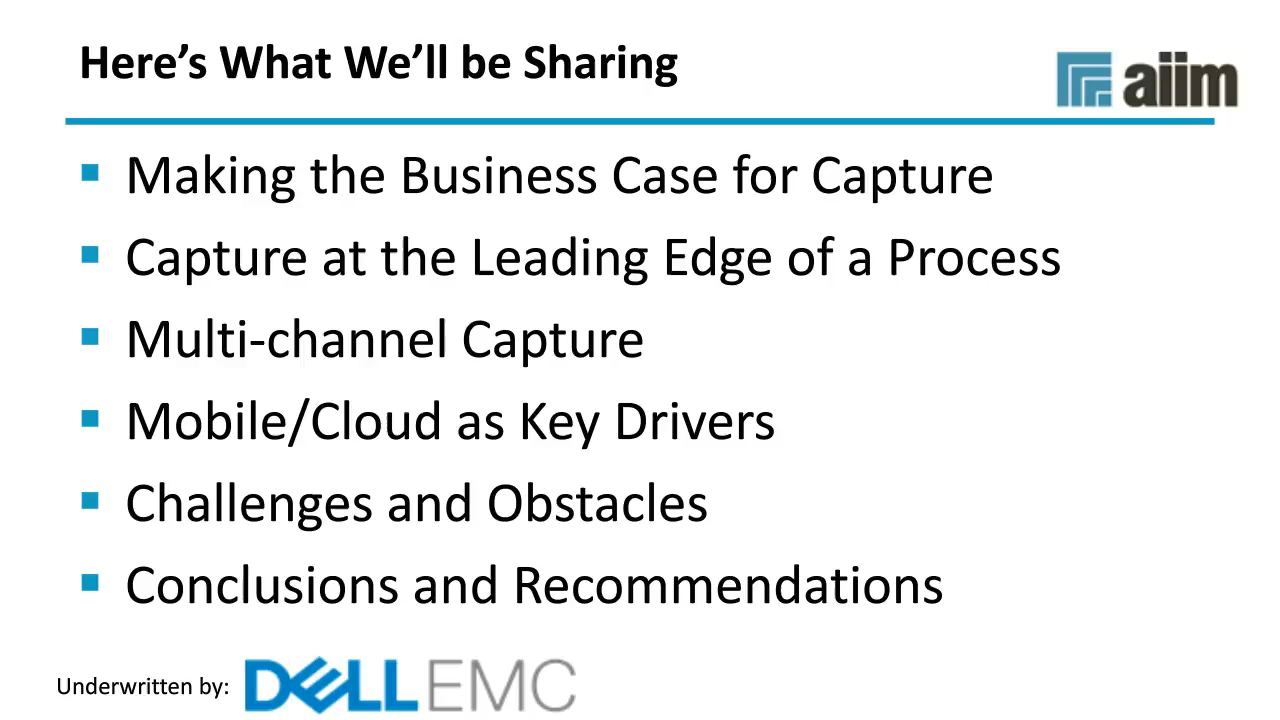 Here’s What We’ll be Sharing
aiim
Making the Business Case for Capture
Capture at the Leading Edge of a Process
Multi-channel Capture
Mobile/Cloud as Key Drivers
Challenges and Obstacles
Conclusions and Recommendations
Underwritten by: DELL EMC